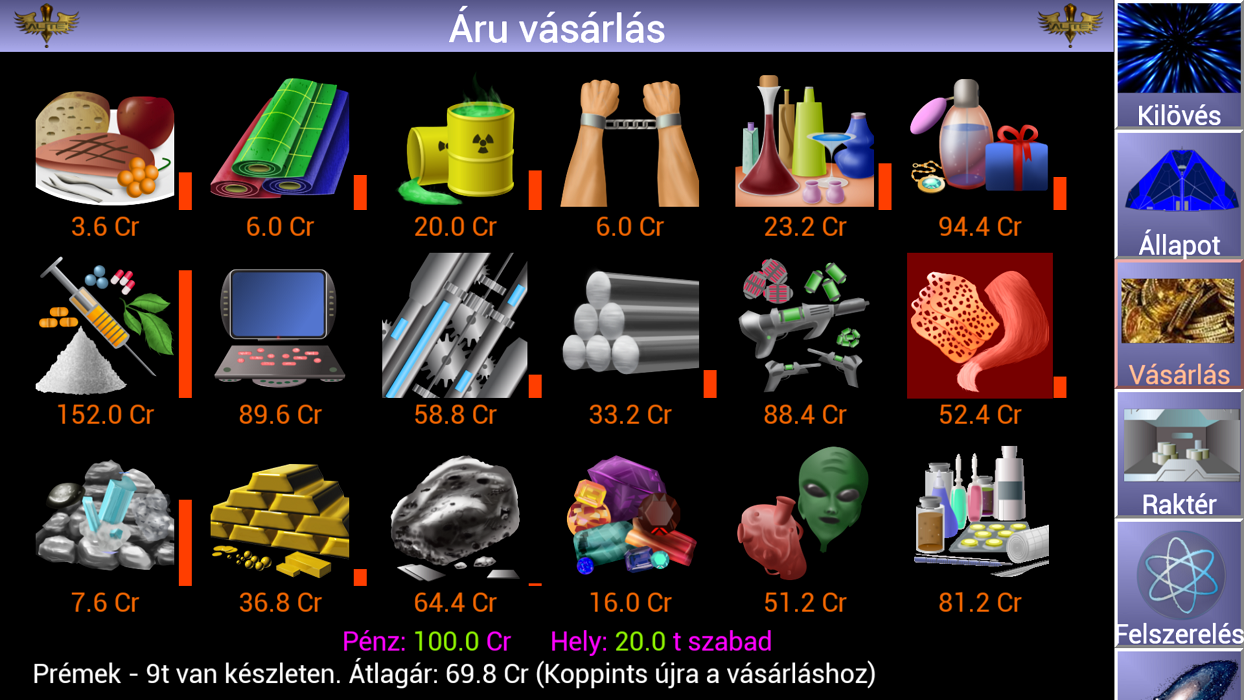 Áru vásárlás
ALITE
ALITE
3.6 Cr
6.0 Cr
20.0 Cr
6.0 Cr
23.2 Cr
94.4 Cr
152.0 Cr
89.6 Cr
58.8 Cr
33.2 Cr
88.4 Cr
52.4 Cr
7.6 Cr
36.8 Cr
64.4 Cr
16.0 Cr
51.2 Cr
81.2 Cr
Pénz: 100.0 Cr Hely: 20.0 t szabad
Prémek - 9t van készleten. Átlagár: 69.8 Cr (Koppints újra a vásárláshoz)
Kilövés
Állapot
Vásárlás
Raktér
Felszerelés